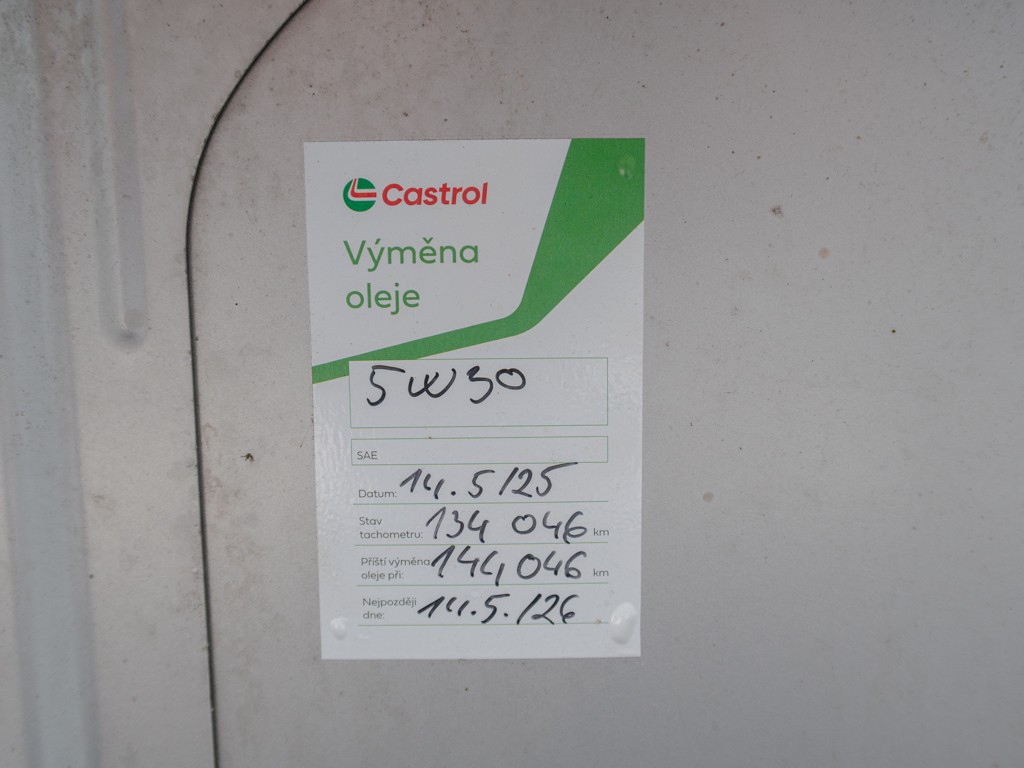 Castrol
Výměna
oleje
5W30
SAE
Datum: 14.5/25
Stav
tachometru: 134 046 km
Příští výměna
oleje při: 144 046 km
Nejpozději
dne: 14.5./26